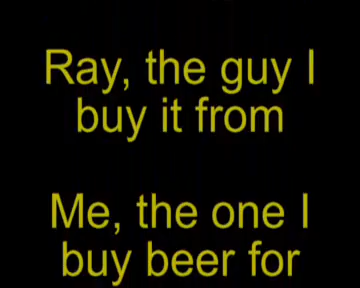 Ray, the guy I
buy it from
Me, the one I
buy beer for